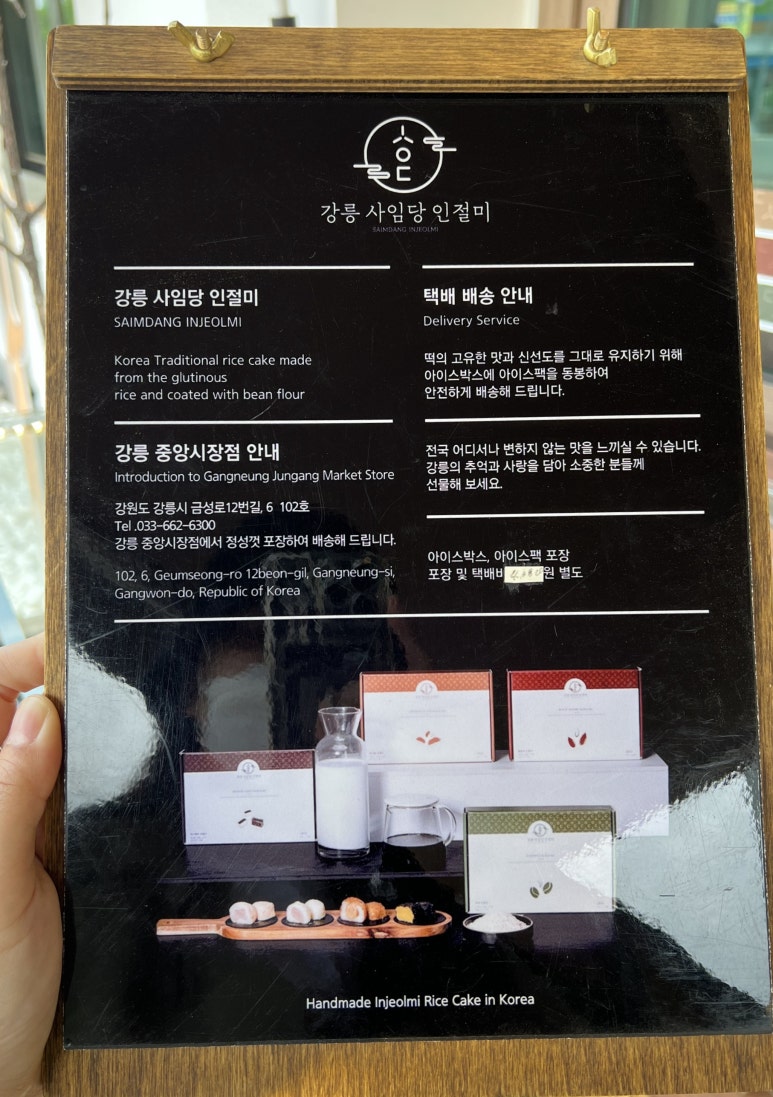 강릉 사임당 인절미
SAIMDANG INJEOLMI
강릉 사임당 인절미
SAIMDANG INJEOLMI
Korea Traditional rice cake made
from the glutinous
rice and coated with bean flour
강릉 중앙시장점 안내
Introduction to Gangneung Jungang Market Store
강원도 강릉시 금성로12번길, 6 102호
Tel .033-662-6300
강릉 중앙시장점에서 정성껏 포장하여 배송해 드립니다.
102, 6, Geumseong-ro 12beon-gil, Gangneung-si,
Gangwon-do, Republic of Korea
택배 배송 안내
Delivery Service
떡의 고유한 맛과 신선도를 그대로 유지하기 위해
아이스박스에 아이스팩을 동봉하여
안전하게 배송해 드립니다.
전국 어디서나 변하지 않는 맛을 느끼실 수 있습니다.
강릉의 추억과 사랑을 담아 소중한 분들께
선물해 보세요.
아이스박스, 아이스팩 포장
포장 및 택배비 원 별도
Handmade Injeolmi Rice Cake in Korea